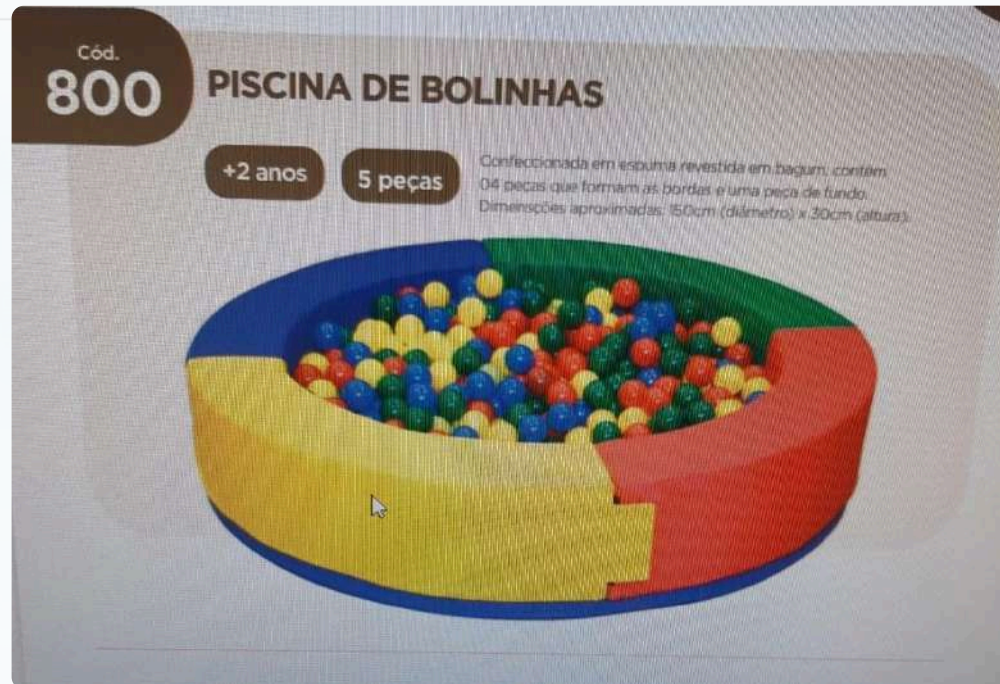 Cód.
800
PISCINA DE BOLINHAS
+2 anos
5 peças
Confeccionada em espuma revestida em bagum, contém
04 peças que formam as bordas e uma peça de fundo.
Dimensões aproximadas: 150cm (diâmetro) x 30cm (altura).